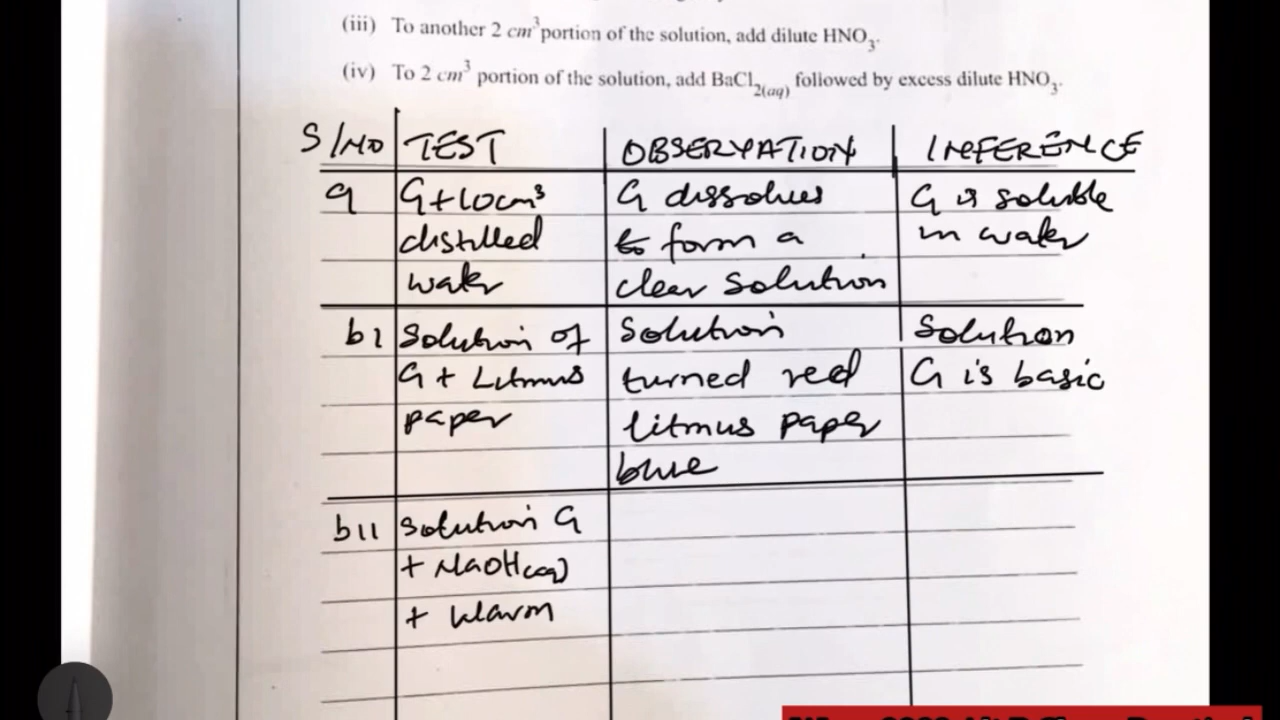 (iii) To another 2 cm³ portion of the solution, add dilute HNO₃.
(iv) To 2 cm³ portion of the solution, add BaCl₂(aq) followed by excess dilute HNO₃.
S/NO TEST OBSERVATION INFERENCE
a G+10cm³ G dissolves G is soluble
distilled to form a in water
water clear solution
bi Solution of Solution Solution
G + Litmus turned red G is basic
paper litmus paper
blue
bii Solution G
+ NaOH(aq)
+ Warm